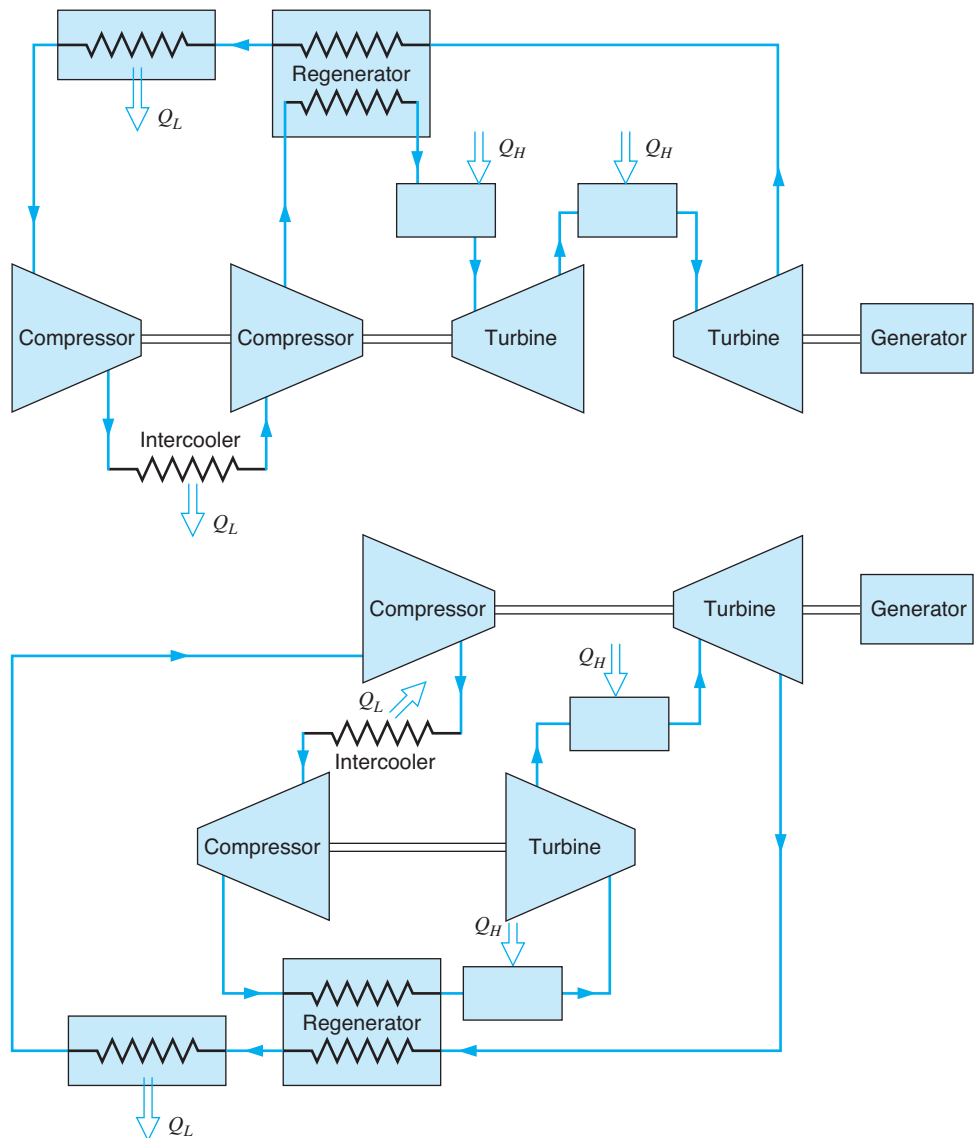 Regenerator
Q_L
Q_H
Q_H
Compressor
Compressor
Turbine
Turbine
Generator
Intercooler
Q_L
Compressor
Turbine
Generator
Q_H
Q_L
Intercooler
Compressor
Turbine
Q_H
Regenerator
Q_L